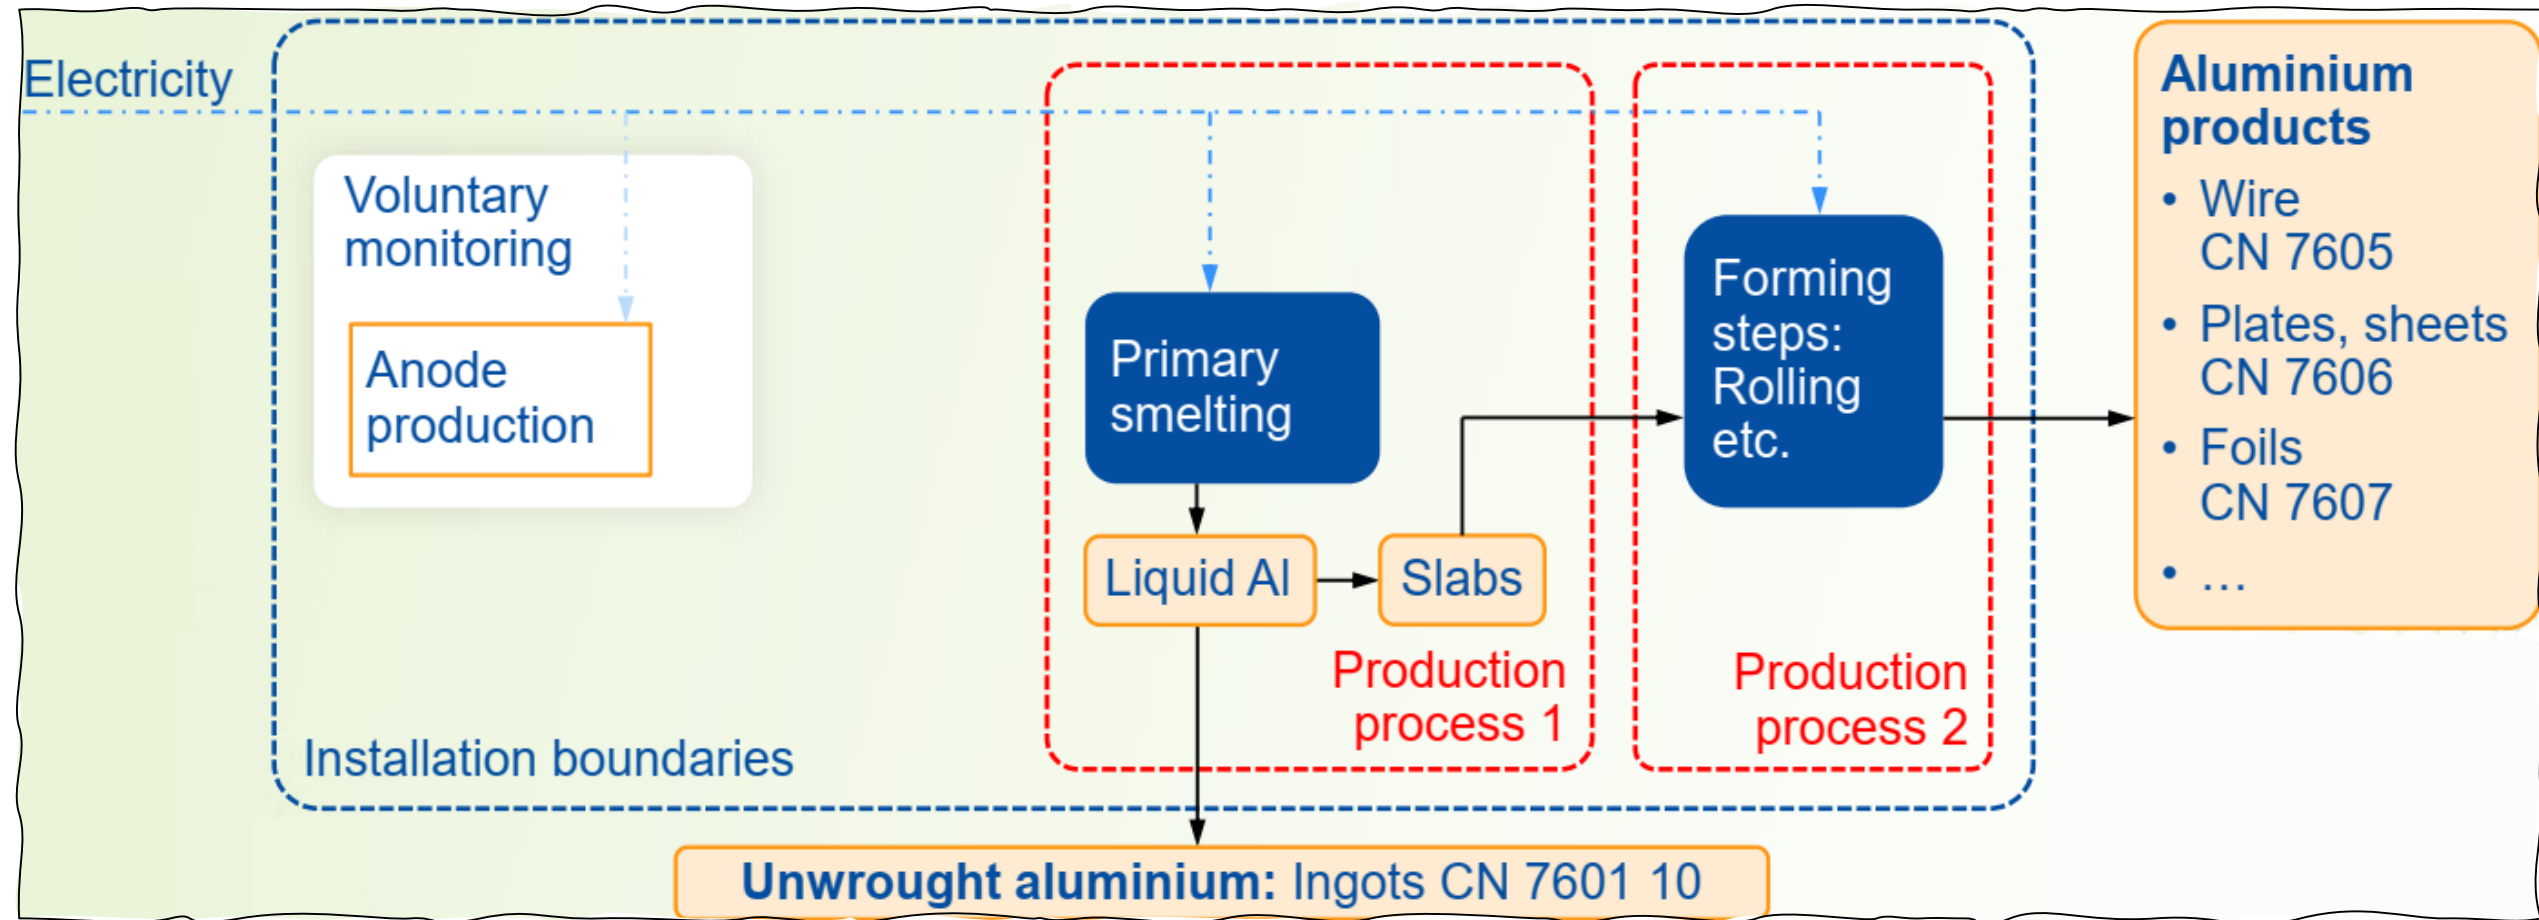 Electricity
Voluntary
monitoring
Anode
production
Installation boundaries
Primary
smelting
Liquid Al
Slabs
Production
process 1
Forming
steps:
Rolling
etc.
Production
process 2
Aluminium
products
• Wire
CN 7605
• Plates, sheets
CN 7606
• Foils
CN 7607
• …
Unwrought aluminium: Ingots CN 7601 10